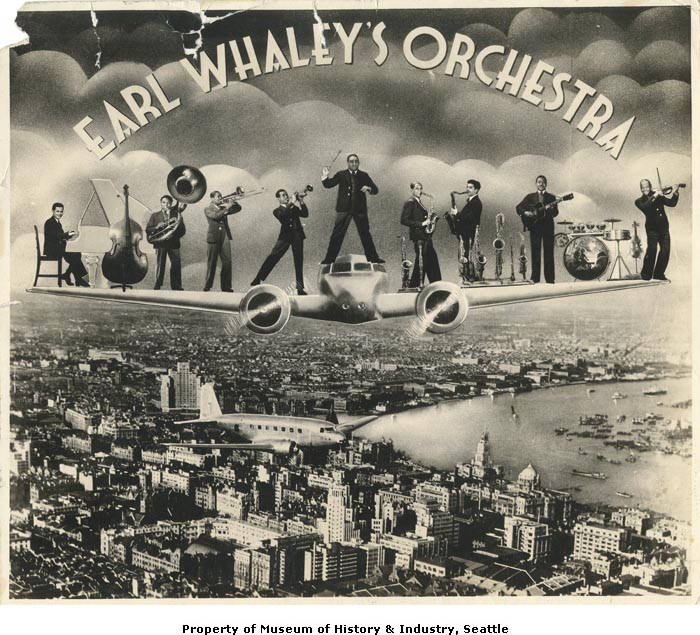 EARL WHALEY'S ORCHESTRA
Property of Museum of History & Industry, Seattle